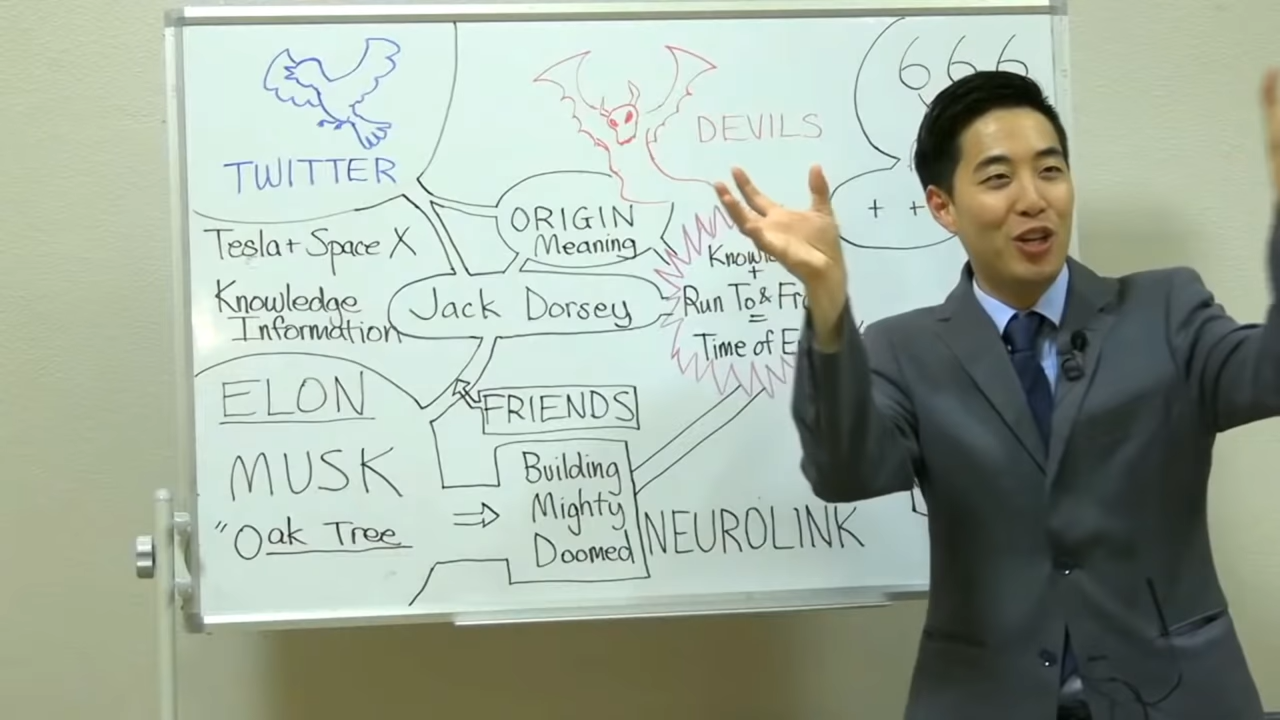 TWITTER
Tesla + Space X
Knowledge
Information
ELON
MUSK
"Oak Tree
DEVILS
ORIGIN
Meaning
Jack Dorsey
FRIENDS
Building
Mighty
Doomed
+
Run To &
=
Time of
NEUROLINK
666
+ +